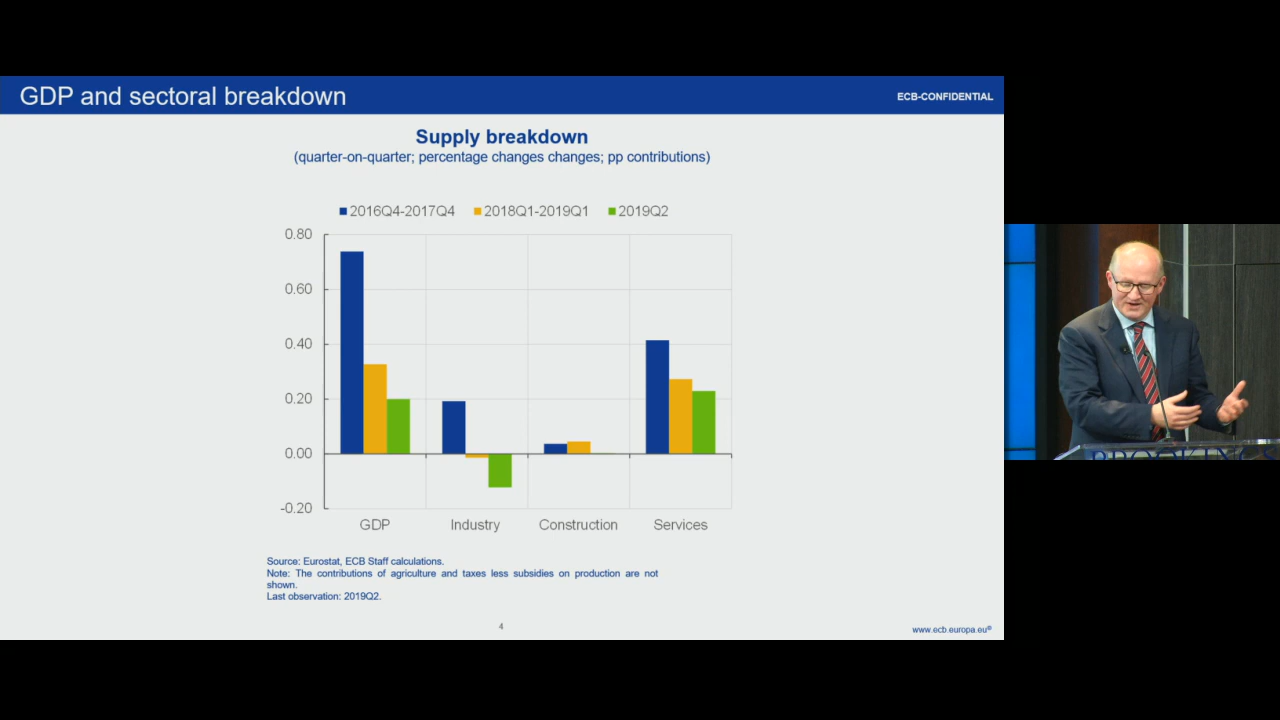 GDP and sectoral breakdown
ECB-CONFIDENTIAL
Supply breakdown
(quarter-on-quarter; percentage changes changes; pp contributions)
2016Q4-2017Q4 2018Q1-2019Q1 2019Q2
0.80
0.60
0.40
0.20
0.00
-0.20
GDP Industry Construction Services
Source: Eurostat, ECB Staff calculations.
Note: The contributions of agriculture and taxes less subsidies on production are not
shown.
Last observation: 2019Q2.
4
www.ecb.europa.eu©
BROOKINGS